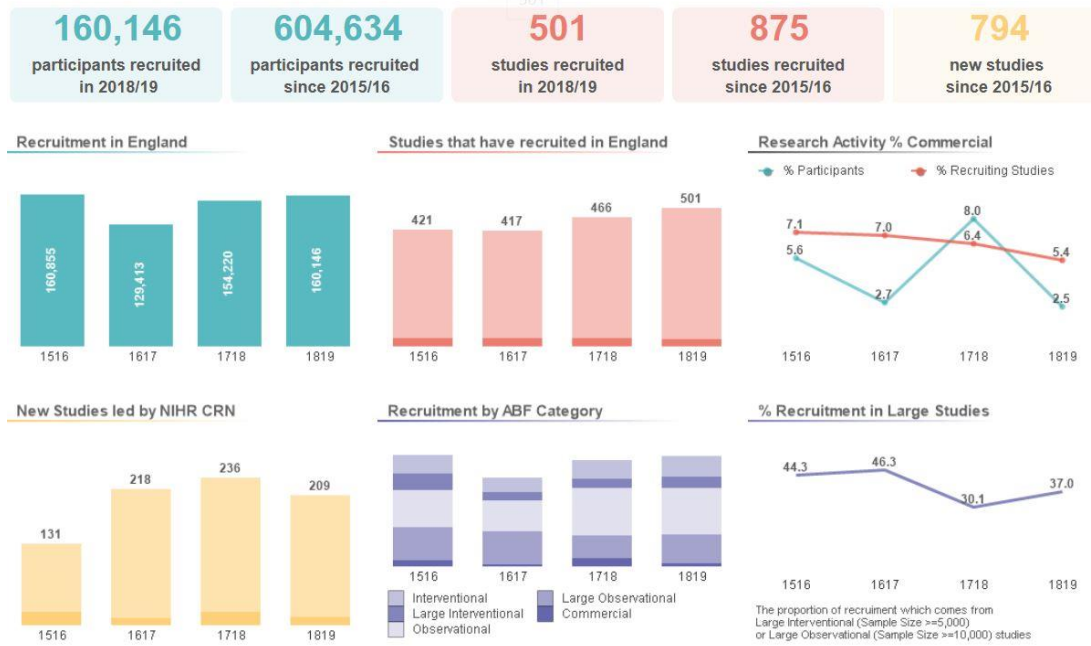 160,146
participants recruited
in 2018/19
604,634
participants recruited
since 2015/16
501
studies recruited
in 2018/19
875
studies recruited
since 2015/16
794
new studies
since 2015/16
Recruitment in England
160,855
129,413
154,220
160,146
1516 1617 1718 1819
Studies that have recruited in England
421 417 466 501
1516 1617 1718 1819
Research Activity % Commercial
% Participants % Recruiting Studies
7.1 7.0 8.0 6.4 5.4
5.6 2.7 2.5
1516 1617 1718 1819
New Studies led by NIHR CRN
131 218 236 209
1516 1617 1718 1819
Recruitment by ABF Category
1516 1617 1718 1819
Interventional Large Observational
Large Interventional Commercial
Observational
% Recruitment in Large Studies
44.3 46.3 30.1 37.0
1516 1617 1718 1819
The proportion of recruiment which comes from
Large Interventional (Sample Size >=5,000)
or Large Observational (Sample Size >=10,000) studies